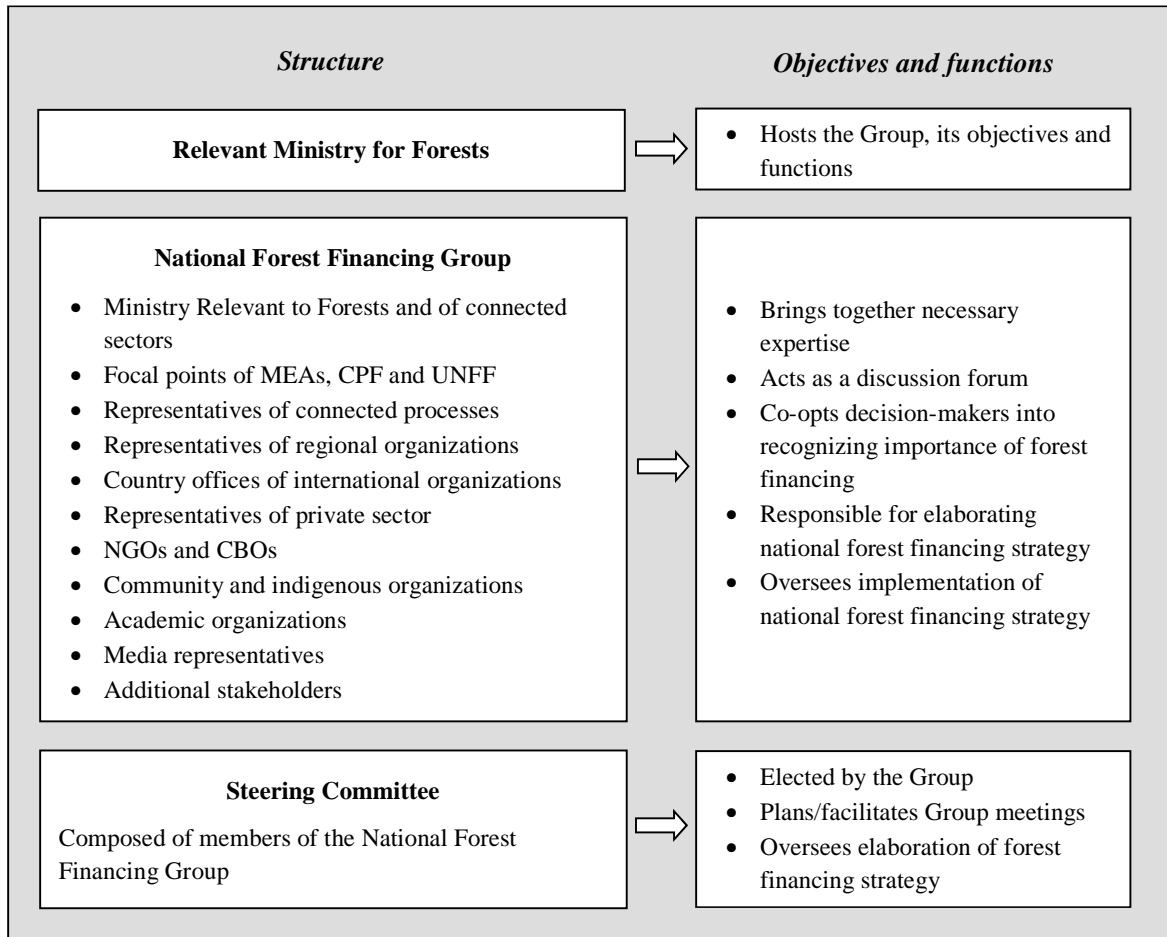 Structure
Objectives and functions
Relevant Ministry for Forests
• Hosts the Group, its objectives and
functions
National Forest Financing Group
• Ministry Relevant to Forests and of connected
sectors
• Focal points of MEAs, CPF and UNFF
• Representatives of connected processes
• Representatives of regional organizations
• Country offices of international organizations
• Representatives of private sector
• NGOs and CBOs
• Community and indigenous organizations
• Academic organizations
• Media representatives
• Additional stakeholders
• Brings together necessary
expertise
• Acts as a discussion forum
• Co-opts decision-makers into
recognizing importance of forest
financing
• Responsible for elaborating
national forest financing strategy
• Oversees implementation of
national forest financing strategy
Steering Committee
Composed of members of the National Forest
Financing Group
• Elected by the Group
• Plans/facilitates Group meetings
• Oversees elaboration of forest
financing strategy